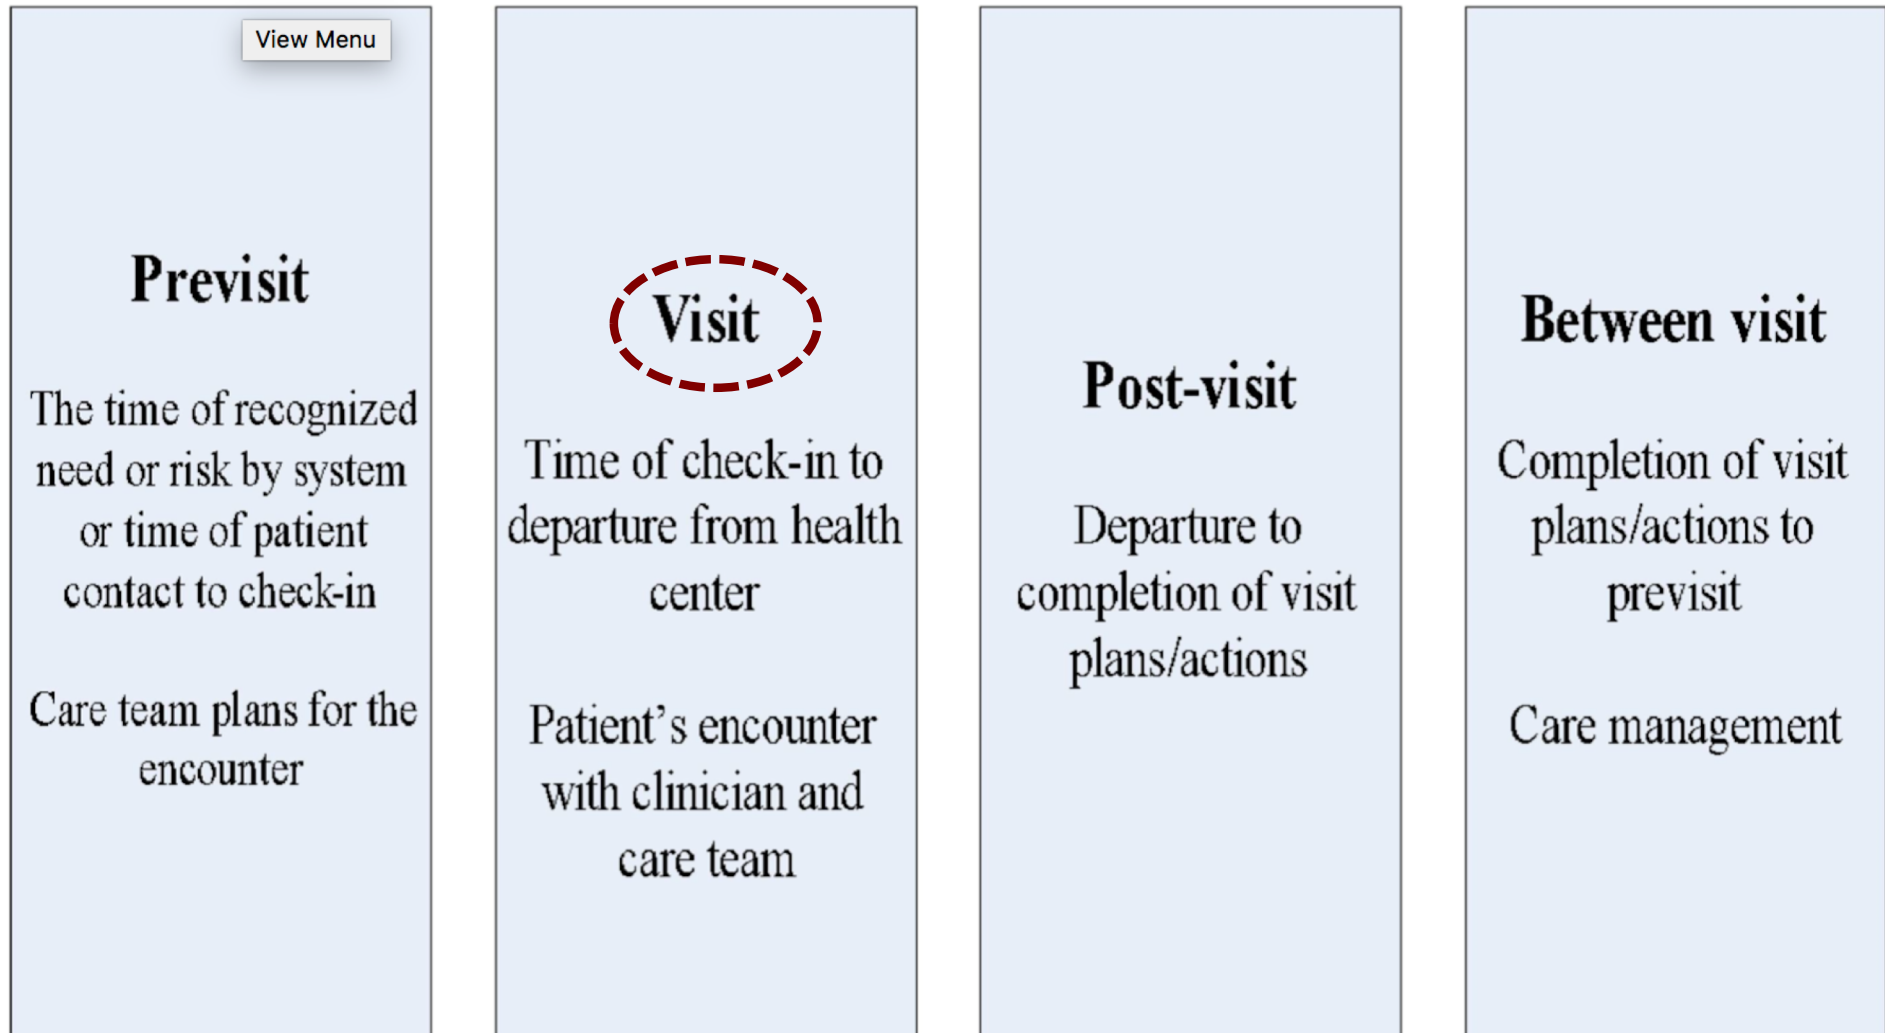 View Menu
Previsit
The time of recognized
need or risk by system
or time of patient
contact to check-in
Care team plans for the
encounter
Visit
Time of check-in to
departure from health
center
Patient’s encounter
with clinician and
care team
Post-visit
Departure to
completion of visit
plans/actions
Between visit
Completion of visit
plans/actions to
previsit
Care management